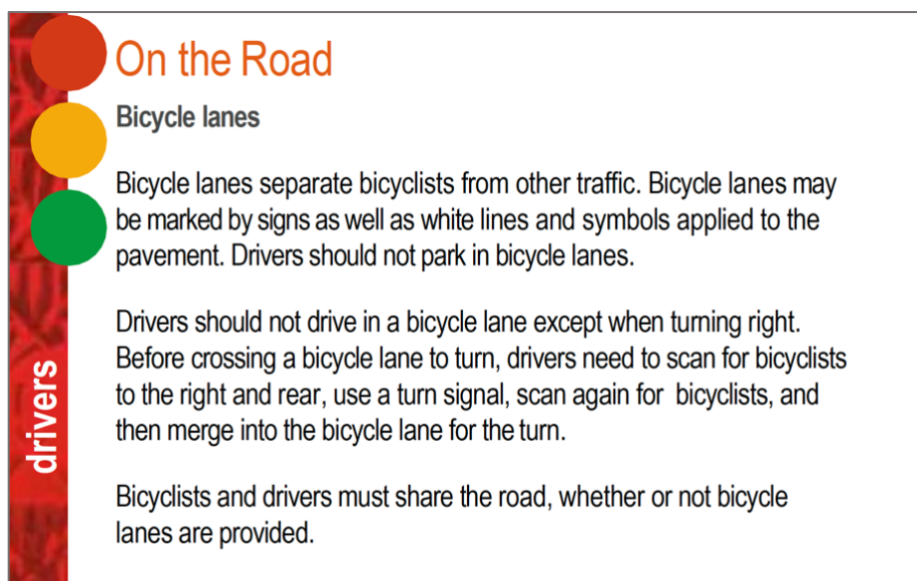 On the Road
Bicycle lanes
Bicycle lanes separate bicyclists from other traffic. Bicycle lanes may
be marked by signs as well as white lines and symbols applied to the
pavement. Drivers should not park in bicycle lanes.
Drivers should not drive in a bicycle lane except when turning right.
Before crossing a bicycle lane to turn, drivers need to scan for bicyclists
to the right and rear, use a turn signal, scan again for bicyclists, and
then merge into the bicycle lane for the turn.
Bicyclists and drivers must share the road, whether or not bicycle
lanes are provided.
drivers